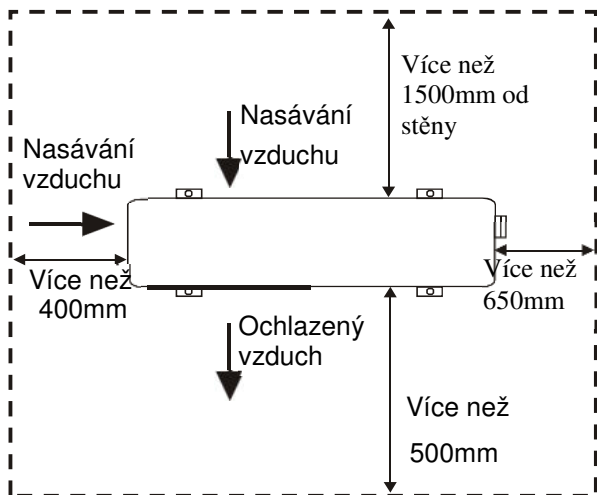 Více než
1500mm od
stěny
Nasávání
vzduchu
Nasávání
vzduchu
Více než
400mm
Více než
650mm
Ochlazený
vzduch
Více než
500mm